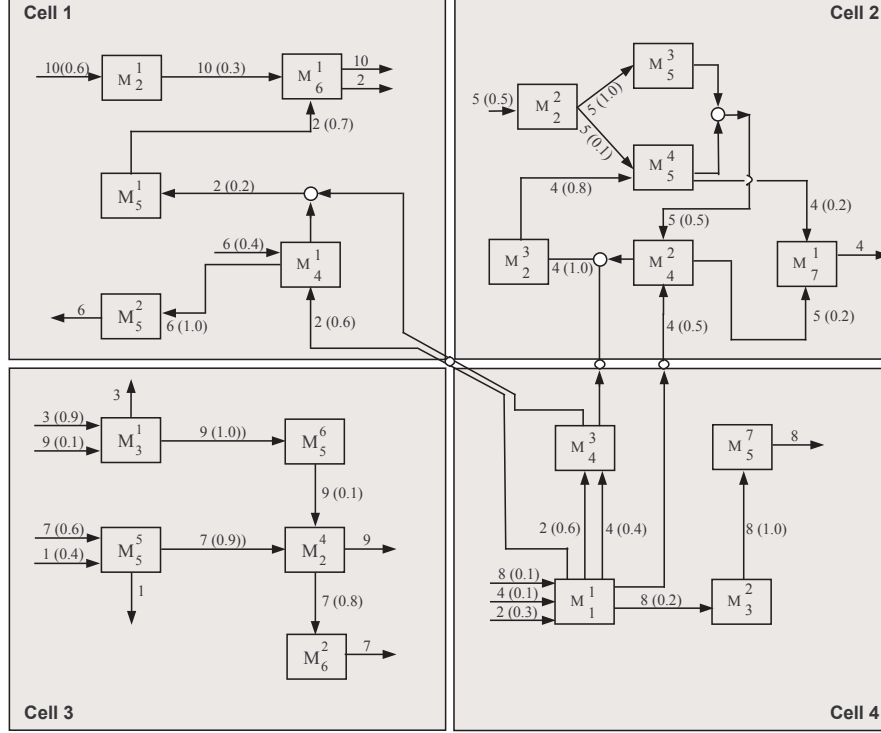 Cell 1
10(0.6)
M 1 2
10 (0.3)
M 1 6
10
2
2 (0.7)
M 1 5
2 (0.2)
6 (0.4)
M 1 4
6
M 2 5
6 (1.0)
2 (0.6)
Cell 2
5 (0.5)
M 2 2
5 (1.0)
5 (0.1)
M 3 5
M 4 5
4 (0.8)
4 (0.2)
5 (0.5)
M 3 2
4 (1.0)
M 2 4
M 1 7
4
5 (0.2)
4 (0.5)
3
3 (0.9)
9 (0.1)
M 1 3
9 (1.0))
M 6 5
9 (0.1)
7 (0.6)
1 (0.4)
M 5 5
7 (0.9))
M 4 2
9
1
7 (0.8)
M 2 6
7
Cell 3
M 3 4
M 7 5
8
2 (0.6)
4 (0.4)
8 (1.0)
8 (0.1)
4 (0.1)
2 (0.3)
M 1 1
8 (0.2)
M 2 3
Cell 4